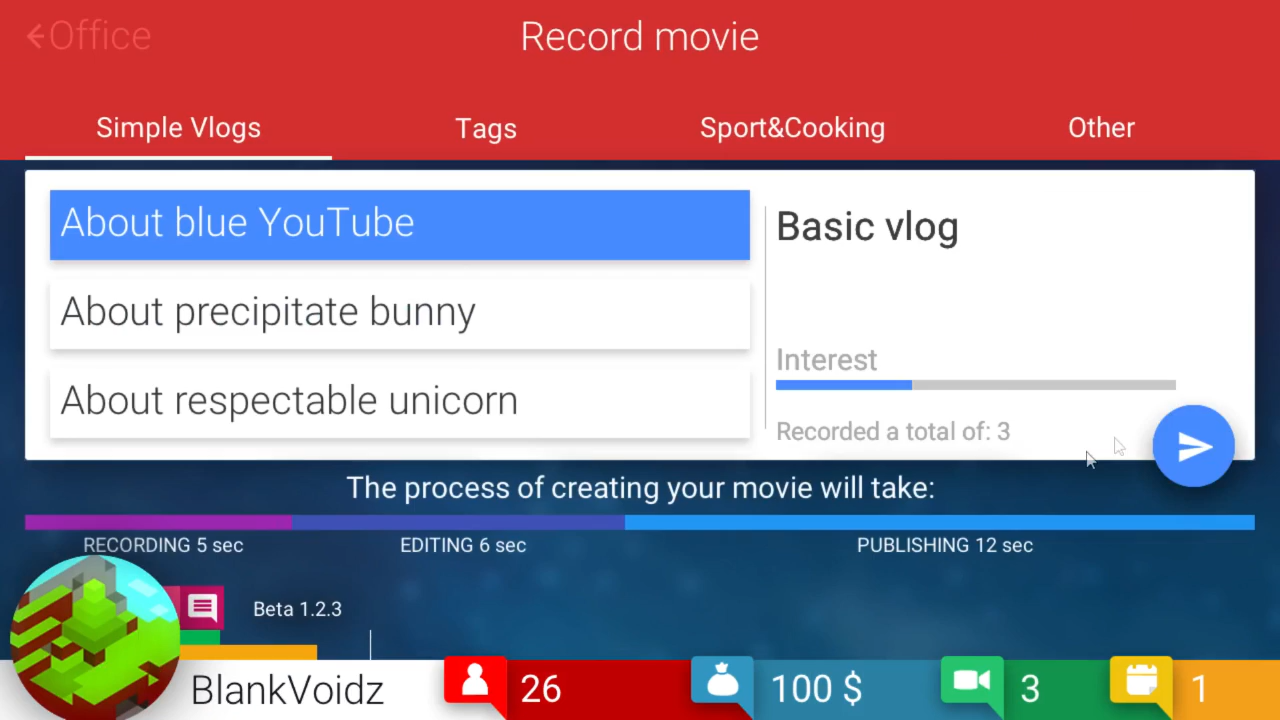 Office
Record movie
Simple Vlogs
Tags
Sport&Cooking
Other
About blue YouTube
About precipitate bunny
About respectable unicorn
Basic vlog
Interest
Recorded a total of: 3
The process of creating your movie will take:
RECORDING 5 sec
EDITING 6 sec
PUBLISHING 12 sec
Beta 1.2.3
BlankVoidz
26
100 $
3
1